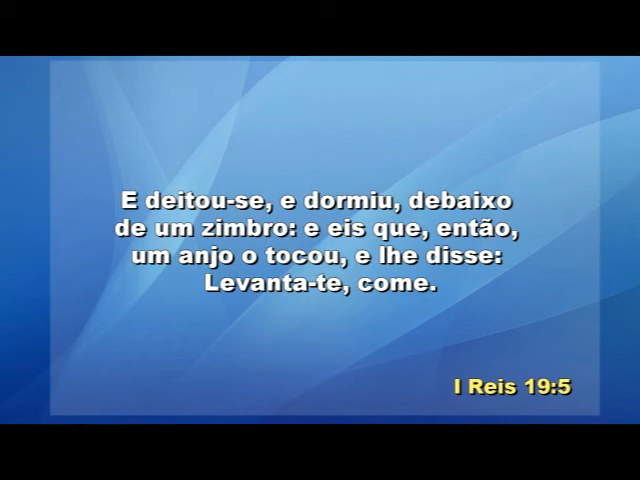 E deitou-se, e dormiu, debaixo
de um zimbro: e eis que, então,
um anjo o tocou, e lhe disse:
Levanta-te, come.
I Reis 19:5